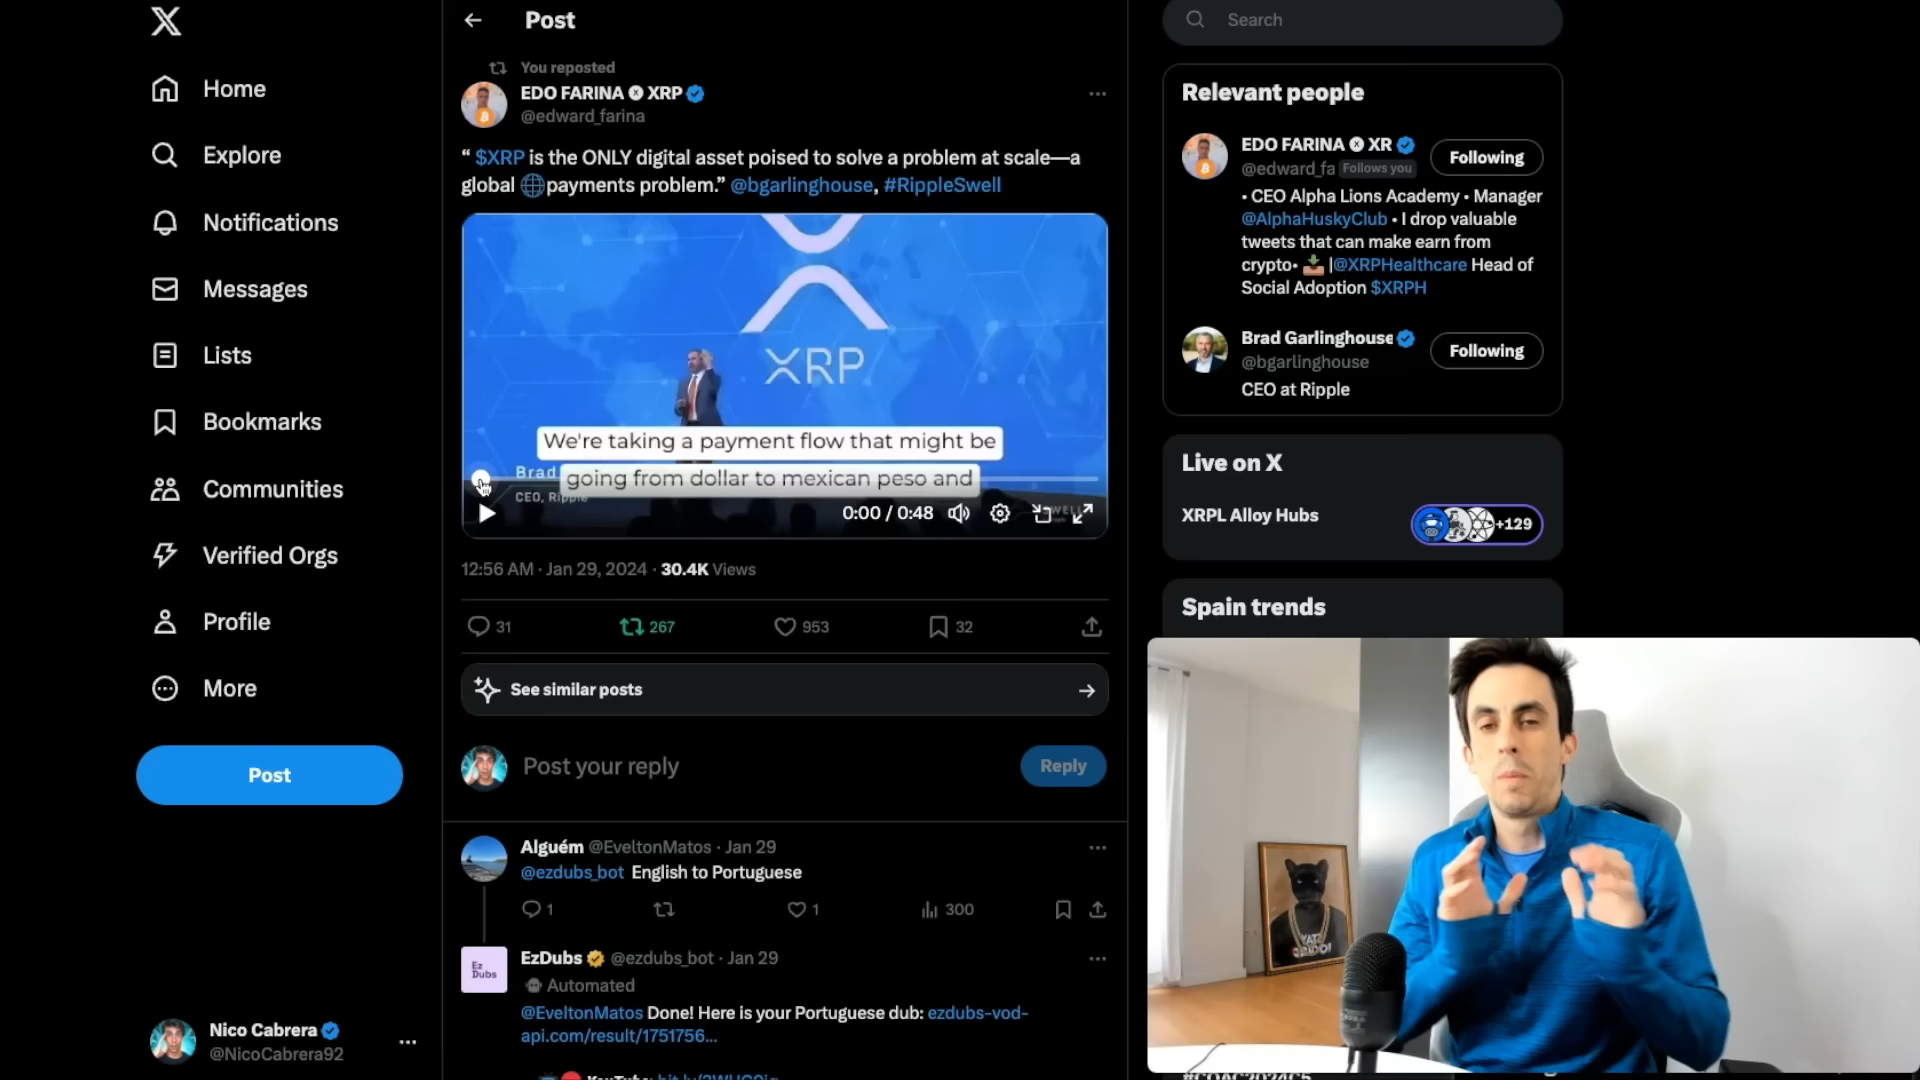 Home
Explore
Notifications
Messages
Lists
Bookmarks
Communities
Verified Orgs
Profile
More
Post
Nico Cabrera
@NicoCabrera92
Post
You reposted
EDO FARINA XRP
@edward_farina
“ $XRP is the ONLY digital asset poised to solve a problem at scale—a
global 🌐payments problem.” @bgarlinghouse, #RippleSwell
XRP
We're taking a payment flow that might be
going from dollar to mexican peso and
Brad
CEO, Ripple
0:00 / 0:48
12:56 AM · Jan 29, 2024 · 30.4K Views
31 267 953 32
See similar posts
Post your reply
Reply
Alguém @EveltonMatos · Jan 29
@ezdubs_bot English to Portuguese
1 1 300
Ez
Dubs
EzDubs @ezdubs_bot · Jan 29
Automated
@EveltonMatos Done! Here is your Portuguese dub: ezdubs-vod-
api.com/result/1751756...
Search
Relevant people
EDO FARINA XR
@edward_fa Follows you
Following
• CEO Alpha Lions Academy • Manager
@AlphaHuskyClub • I drop valuable
tweets that can make earn from
crypto• 📥 |@XRPHealthcare Head of
Social Adoption $XRPH
Brad Garlinghouse
@bgarlinghouse
Following
CEO at Ripple
Live on X
XRPL Alloy Hubs
+129
Spain trends